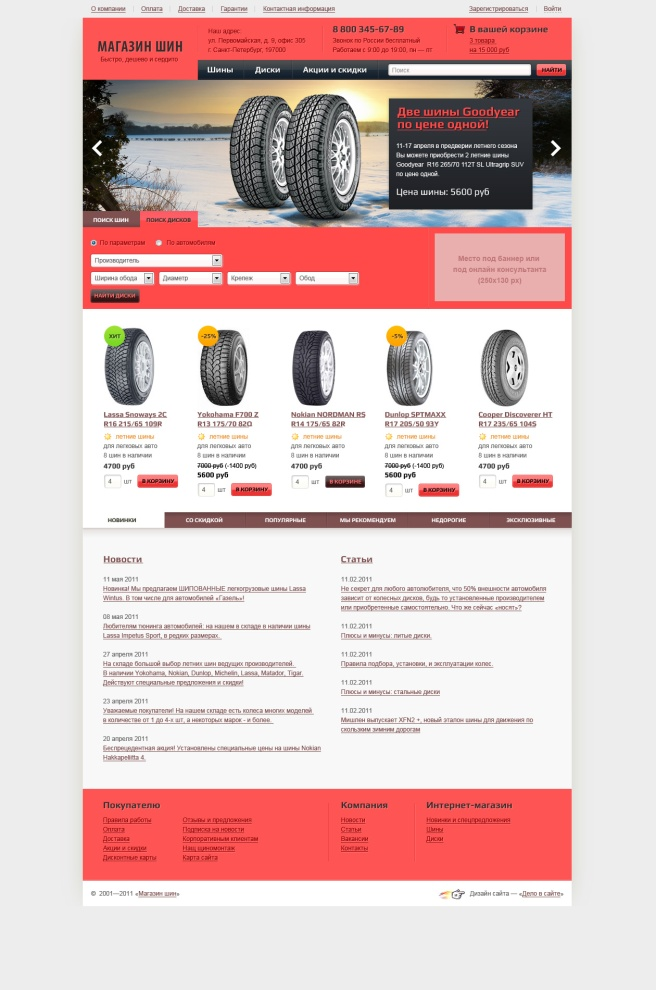 О компании | Оплата | Доставка | Гарантии | Контактная информация
Зарегистрироваться | Войти
МАГАЗИН ШИН
Быстро, дешево и сердито
Наш адрес:
ул. Первомайская, д. 9, офис 305
г. Санкт-Петербург, 197000
8 800 345-67-89
Звонок по России бесплатный
Работаем с 9:00 до 19:00, пн — пт
В вашей корзине
3 товара
на 15 000 руб
Шины
Диски
Акции и скидки
Поиск
НАЙТИ
Две шины Goodyear
по цене одной!
11-17 апреля в предверии летнего сезона
Вы можете приобрести 2 летние шины
Goodyear R16 265/70 112T SL Ultragrip SUV
по цене одной.
Цена шины: 5600 руб
ПОИСК ШИН
ПОИСК ДИСКОВ
По параметрам
По автомобилям
Производитель
Ширина обода
Диаметр
Крепеж
Обод
НАЙТИ ДИСКИ
Место под баннер или
под онлайн консультанта
(250x130 px)
ХИТ
Lassa Snoways 2C
R16 215/65 109R
летние шины
для легковых авто
8 шин в наличии
4700 руб
4 шт В КОРЗИНУ
-25%
Yokohama F700 Z
R13 175/70 82Q
летние шины
для легковых авто
8 шин в наличии
7000 руб (-1400 руб)
5600 руб
4 шт В КОРЗИНУ
Nokian NORDMAN RS
R14 175/65 82R
летние шины
для легковых авто
8 шин в наличии
4700 руб
4 шт В КОРЗИНЕ
-5%
Dunlop SPTMAXX
R17 205/50 93Y
летние шины
для легковых авто
8 шин в наличии
7000 руб (-1400 руб)
5600 руб
4 шт В КОРЗИНУ
Cooper Discoverer HT
R17 235/65 104S
летние шины
для легковых авто
8 шин в наличии
4700 руб
4 шт В КОРЗИНУ
НОВИНКИ
СО СКИДКОЙ
ПОПУЛЯРНЫЕ
МЫ РЕКОМЕНДУЕМ
НЕДОРОГИЕ
ЭКСКЛЮЗИВНЫЕ
Новости
11 мая 2011
Новинка! Мы предлагаем ШИПОВАННЫЕ легкогрузовые шины Lassa
Wintus. В том числе для автомобилей «Газель»!
08 мая 2011
Любителям тюнинга автомобилей: на нашем в складе в наличии шины
Lassa Impetus Sport, в редких размерах.
27 апреля 2011
На складе большой выбор летних шин ведущих производителей.
В наличии Yokohama, Nokian, Dunlop, Michelin, Lassa, Matador, Tigar.
Действуют специальные предложения и скидки!
23 апреля 2011
Уважаемые покупатели! На нашем складе есть колеса многих моделей
в количестве от 1 до 4-х шт, а некоторых марок - и более.
20 апреля 2011
Беспрецедентная акция! Установлены специальные цены на шины Nokian
Hakkapeliitta 4.
Статьи
11.02.2011
Не секрет для любого автолюбителя, что 50% внешности автомобиля
зависит от колесных дисков, будь то установленные производителем
или приобретенные самостоятельно. Что же сейчас «носят»?
11.02.2011
Плюсы и минусы: литые диски.
11.02.2011
Правила подбора, установки, и эксплуатации колес.
11.02.2011
Плюсы и минусы: стальные диски
11.02.2011
Мишлен выпускает XFN2 +, новый эталон шины для движения по
скользким зимним дорогам
Покупателю
Правила работы
Оплата
Доставка
Акции и скидки
Дисконтные карты
Отзывы и предложения
Подписка на новости
Корпоративным клиентам
Наш шиномонтаж
Карта сайта
Компания
Новости
Статьи
Вакансии
Контакты
Интернет-магазин
Новинки и спецпредложения
Шины
Диски
© 2001—2011 «Магазин шин»
Дизайн сайта — «Дело в сайте»